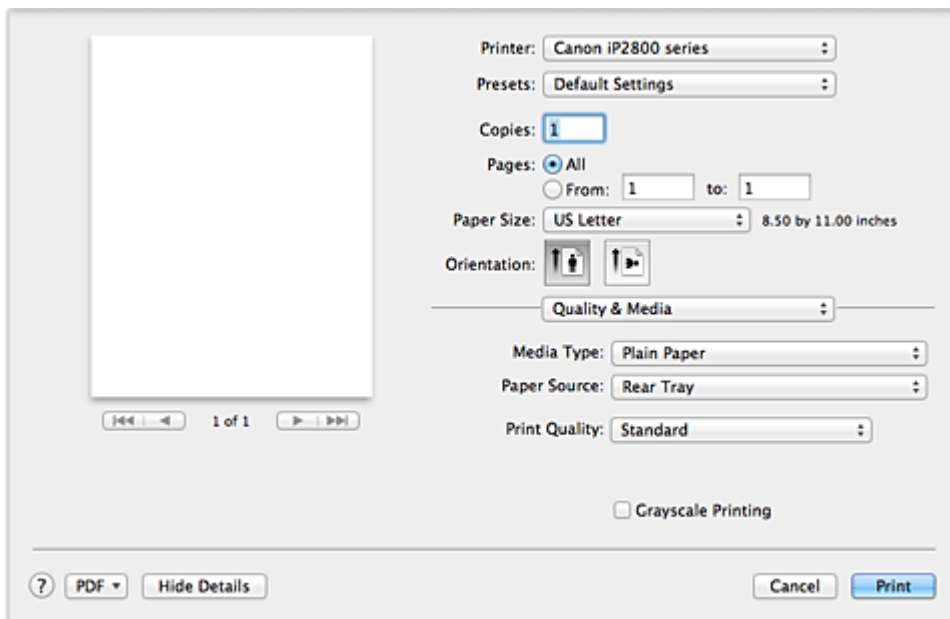 Printer: Canon iP2800 series
Presets: Default Settings
Copies: 1
Pages: All
From: 1 to: 1
Paper Size: US Letter 8.50 by 11.00 inches
Orientation:
Quality & Media
Media Type: Plain Paper
Paper Source: Rear Tray
1 of 1
Print Quality: Standard
Grayscale Printing
? PDF Hide Details Cancel Print